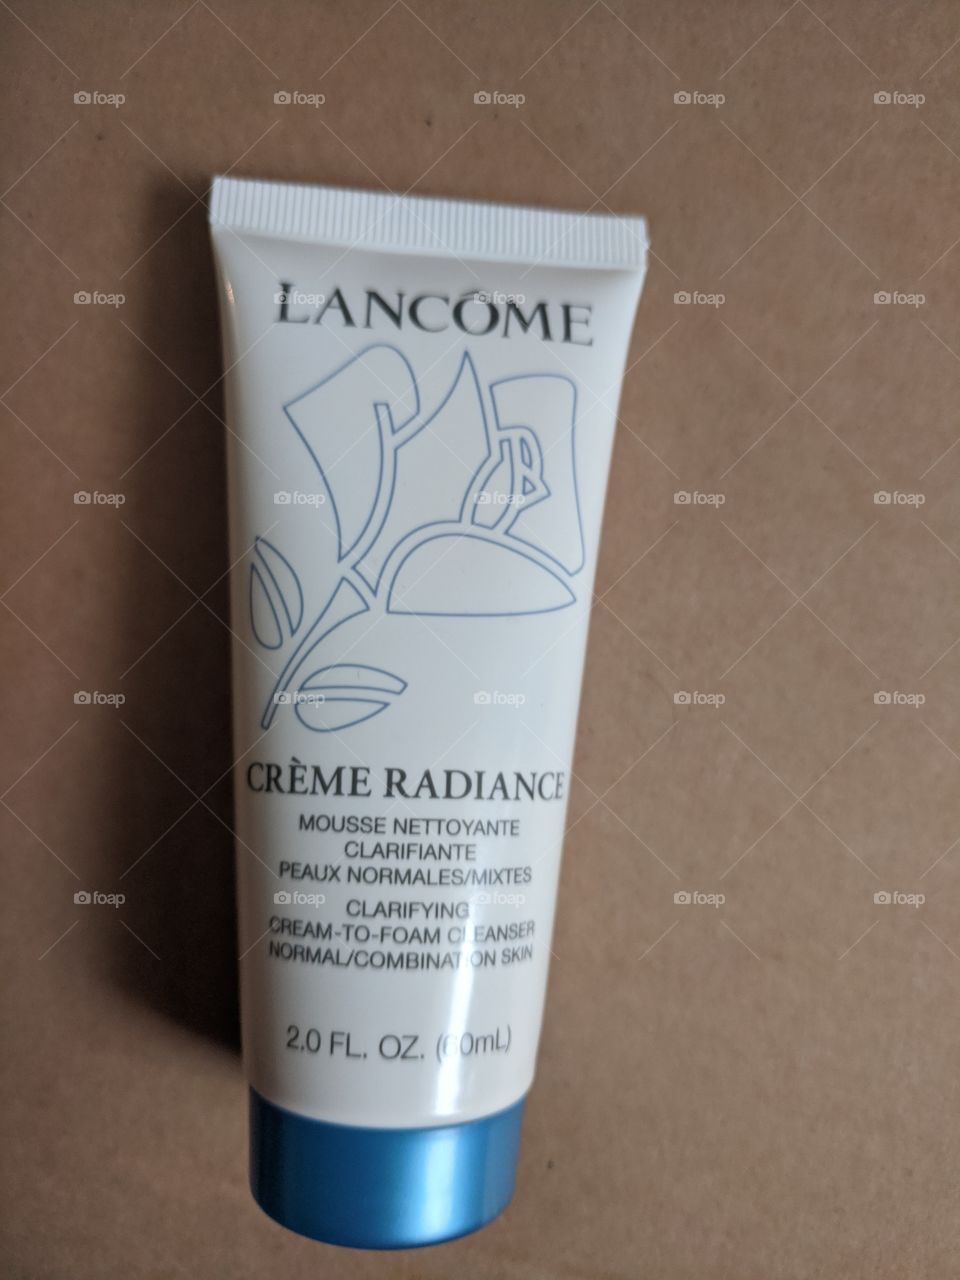 LANCÔME
CRÈME RADIANCE
MOUSSE NETTOYANTE
CLARIFIANTE
PEAUX NORMALES/MIXTES
CLARIFYING
CREAM-TO-FOAM CLEANSER
NORMAL/COMBINATION SKIN
2.0 FL. OZ. (60mL)
foap